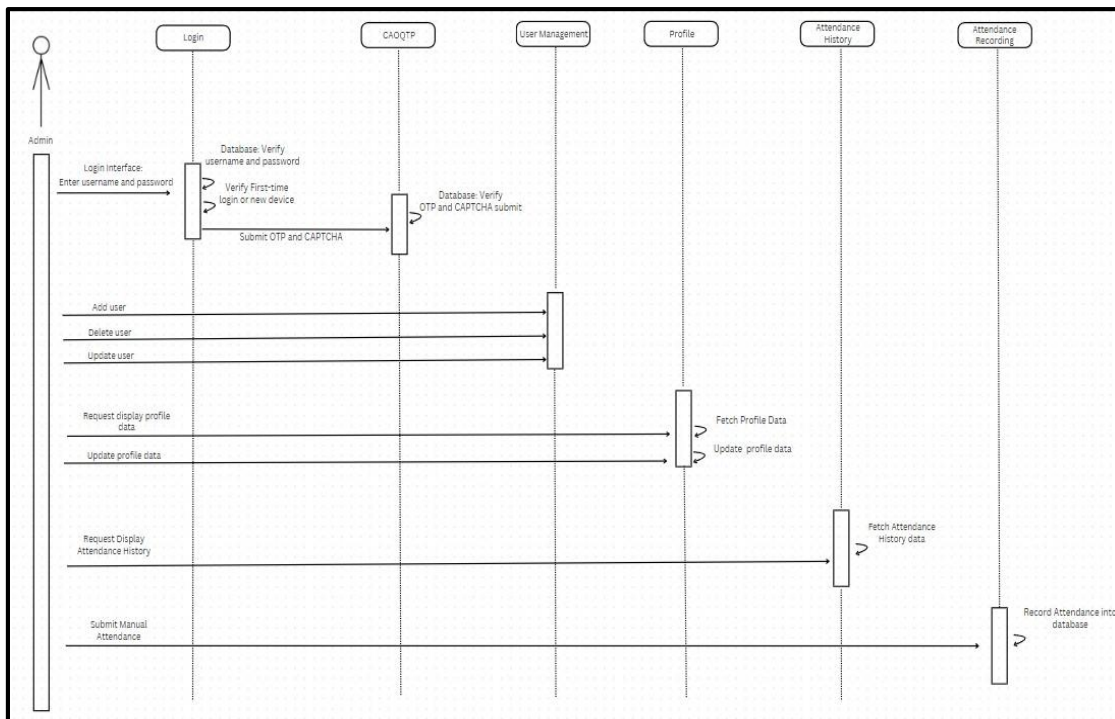 Login
CAOQTP
User Management
Profile
Attendance
History
Attendance
Recording
Admin
Database: Verify
username and password
Login Interface:
Enter username and password
Verify First-time
login or new device
Database: Verify
OTP and CAPTCHA submit
Submit OTP and CAPTCHA
Add user
Delete user
Update user
Request display profile
data
Fetch Profile Data
Update profile data
Update profile data
Request Display
Attendance History
Fetch Attendance
History data
Submit Manual
Attendance
Record Attendance into
database